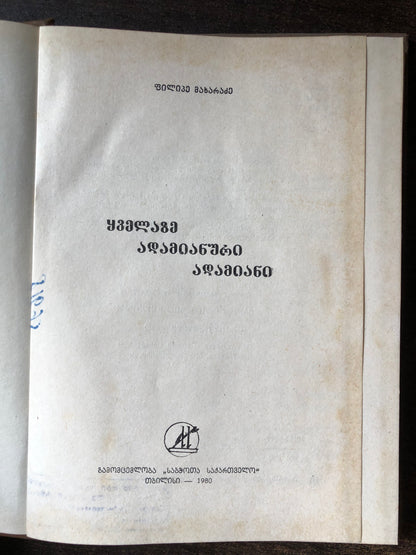 ფილიპე მახარაძე
ყველაზე
ადამიანური
ადამიანი
გამომცემლობა „საბჭოთა საქართველო“
თბილისი — 1980